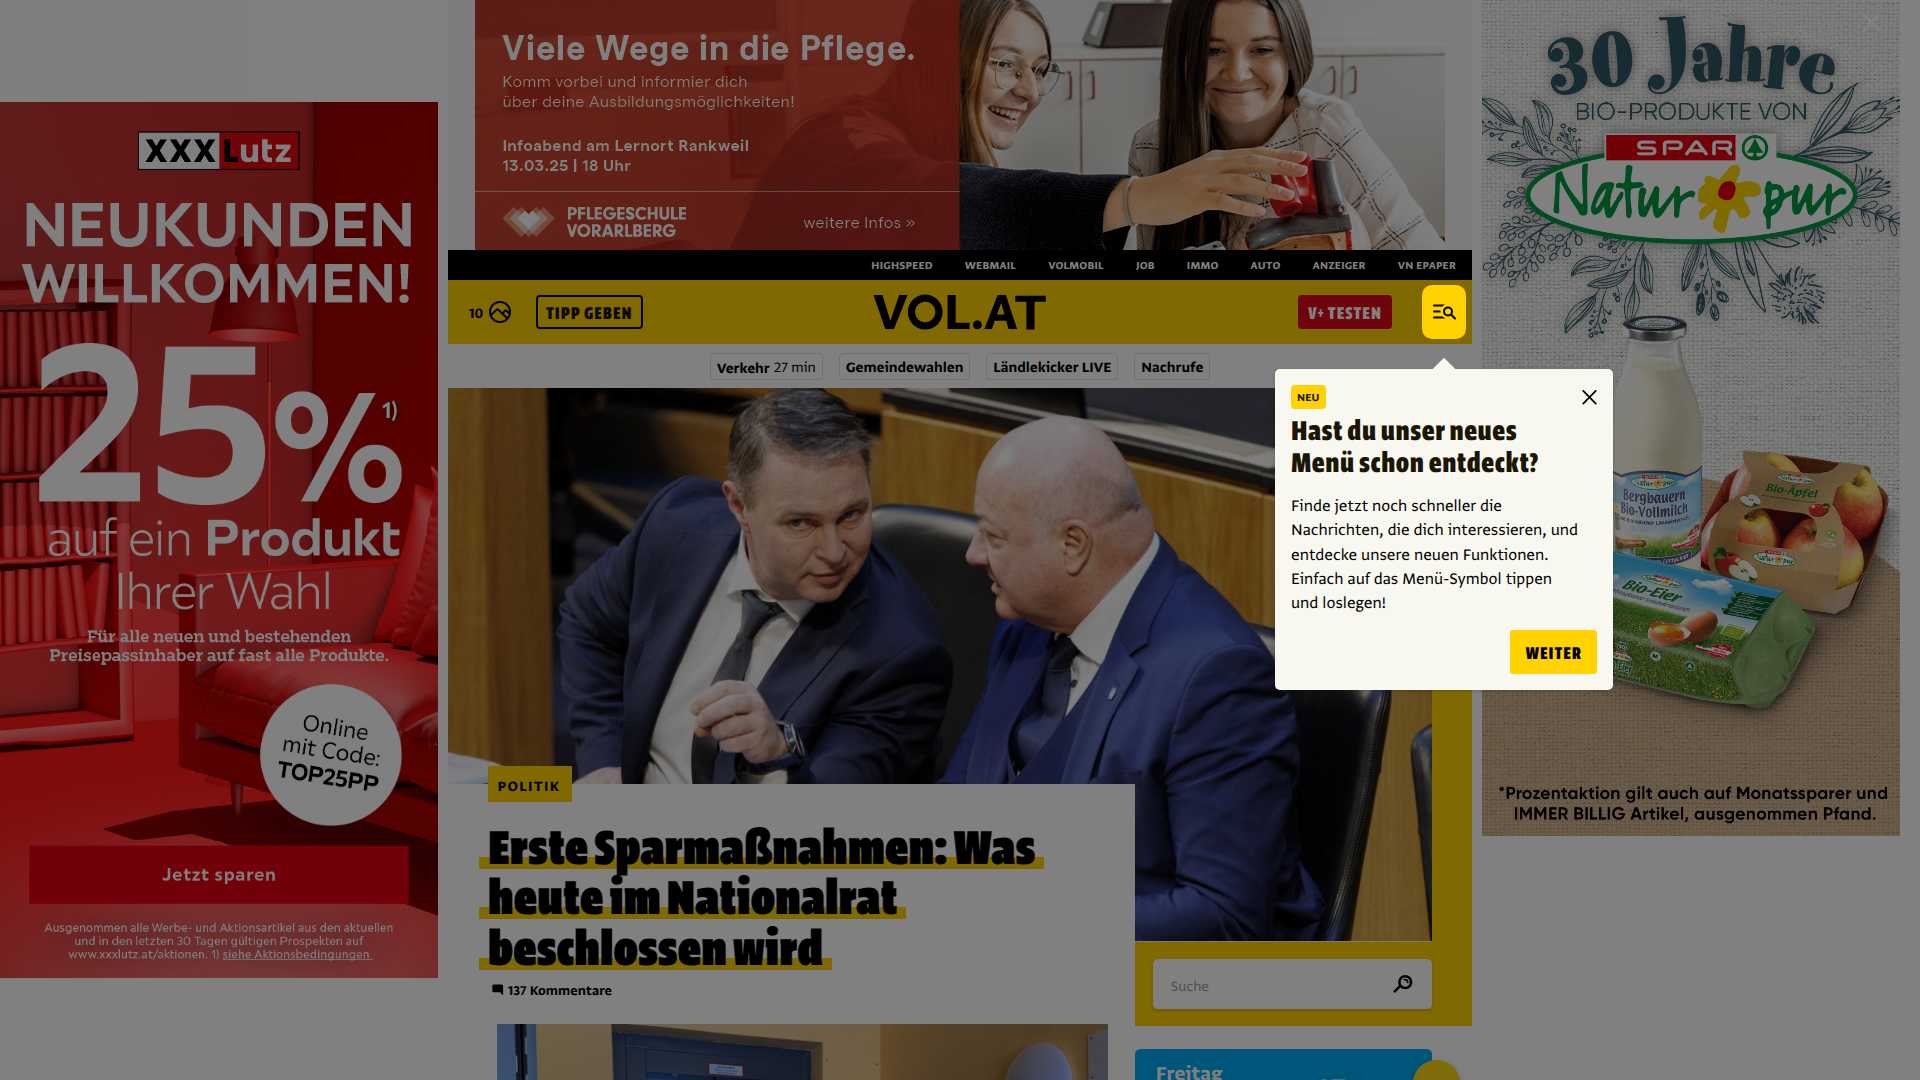 Viele Wege in die Pflege.
Komm vorbei und informier dich
über deine Ausbildungsmöglichkeiten!
Infoabend am Lernort Rankweil
13.03.25 | 18 Uhr
PFLEGESCHULE
VORARLBERG
weitere Infos »
XXXLutz
NEUKUNDEN
WILLKOMMEN!
25%1)
auf ein Produkt
Ihrer Wahl
Für alle neuen und bestehenden
Preisepassinhaber auf fast alle Produkte.
Online
mit Code:
TOP25PP
Jetzt sparen
Ausgenommen alle Werbe- und Aktionsartikel aus den aktuellen
und in den letzten 30 Tagen gültigen Prospekten auf
www.xxxlutz.at/aktionen. 1) siehe Aktionsbedingungen
HIGHSPEED WEBMAIL VOLMOBIL JOB IMMO AUTO ANZEIGER VN EPAPER
10 TIPP GEBEN VOL.AT V+ TESTEN
Verkehr 27 min Gemeindewahlen Ländlekicker LIVE Nachrufe
NEU
Hast du unser neues
Menü schon entdeckt?
Finde jetzt noch schneller die
Nachrichten, die dich interessieren, und
entdecke unsere neuen Funktionen.
Einfach auf das Menü-Symbol tippen
und loslegen!
WEITER
POLITIK
Erste Sparmaßnahmen: Was
heute im Nationalrat
beschlossen wird
137 Kommentare
Suche
Freitag
30 Jahre
BIO-PRODUKTE VON
SPAR
Natur pur
Bergbauern
Bio-Vollmilch
Bio-Äpfel
Bio-Eier
*Prozentaktion gilt auch auf Monatssparer und
IMMER BILLIG Artikel, ausgenommen Pfand.